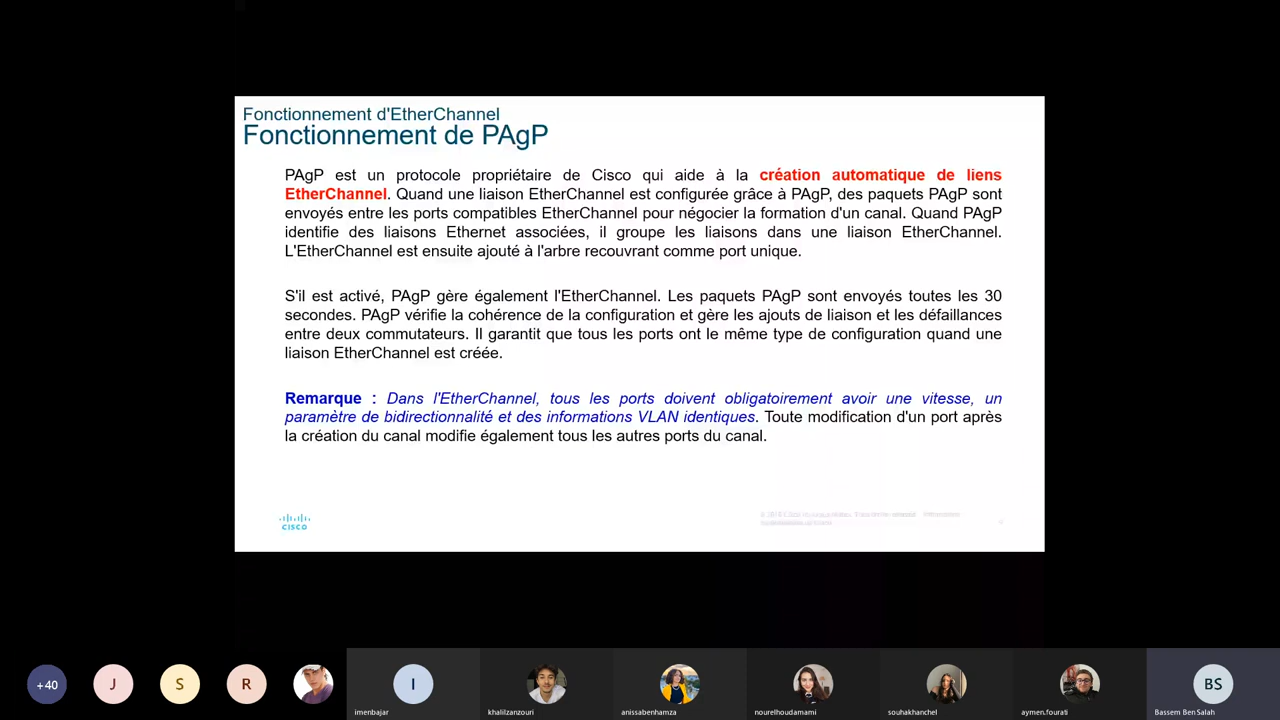 Fonctionnement d'EtherChannel
Fonctionnement de PAgP
PAgP est un protocole propriétaire de Cisco qui aide à la création automatique de liens
EtherChannel. Quand une liaison EtherChannel est configurée grâce à PAgP, des paquets PAgP sont
envoyés entre les ports compatibles EtherChannel pour négocier la formation d'un canal. Quand PAgP
identifie des liaisons Ethernet associées, il groupe les liaisons dans une liaison EtherChannel.
L'EtherChannel est ensuite ajouté à l'arbre recouvrant comme port unique.
S'il est activé, PAgP gère également l'EtherChannel. Les paquets PAgP sont envoyés toutes les 30
secondes. PAgP vérifie la cohérence de la configuration et gère les ajouts de liaison et les défaillances
entre deux commutateurs. Il garantit que tous les ports ont le même type de configuration quand une
liaison EtherChannel est créée.
Remarque : Dans l'EtherChannel, tous les ports doivent obligatoirement avoir une vitesse, un
paramètre de bidirectionnalité et des informations VLAN identiques. Toute modification d'un port après
la création du canal modifie également tous les autres ports du canal.
CISCO
+40
J
S
R
I
BS
imenbajar
khalilzanzouri
anissabenhamza
nourelhoudamami
souhakhanchel
aymen.fourati
Bassem Ben Salah